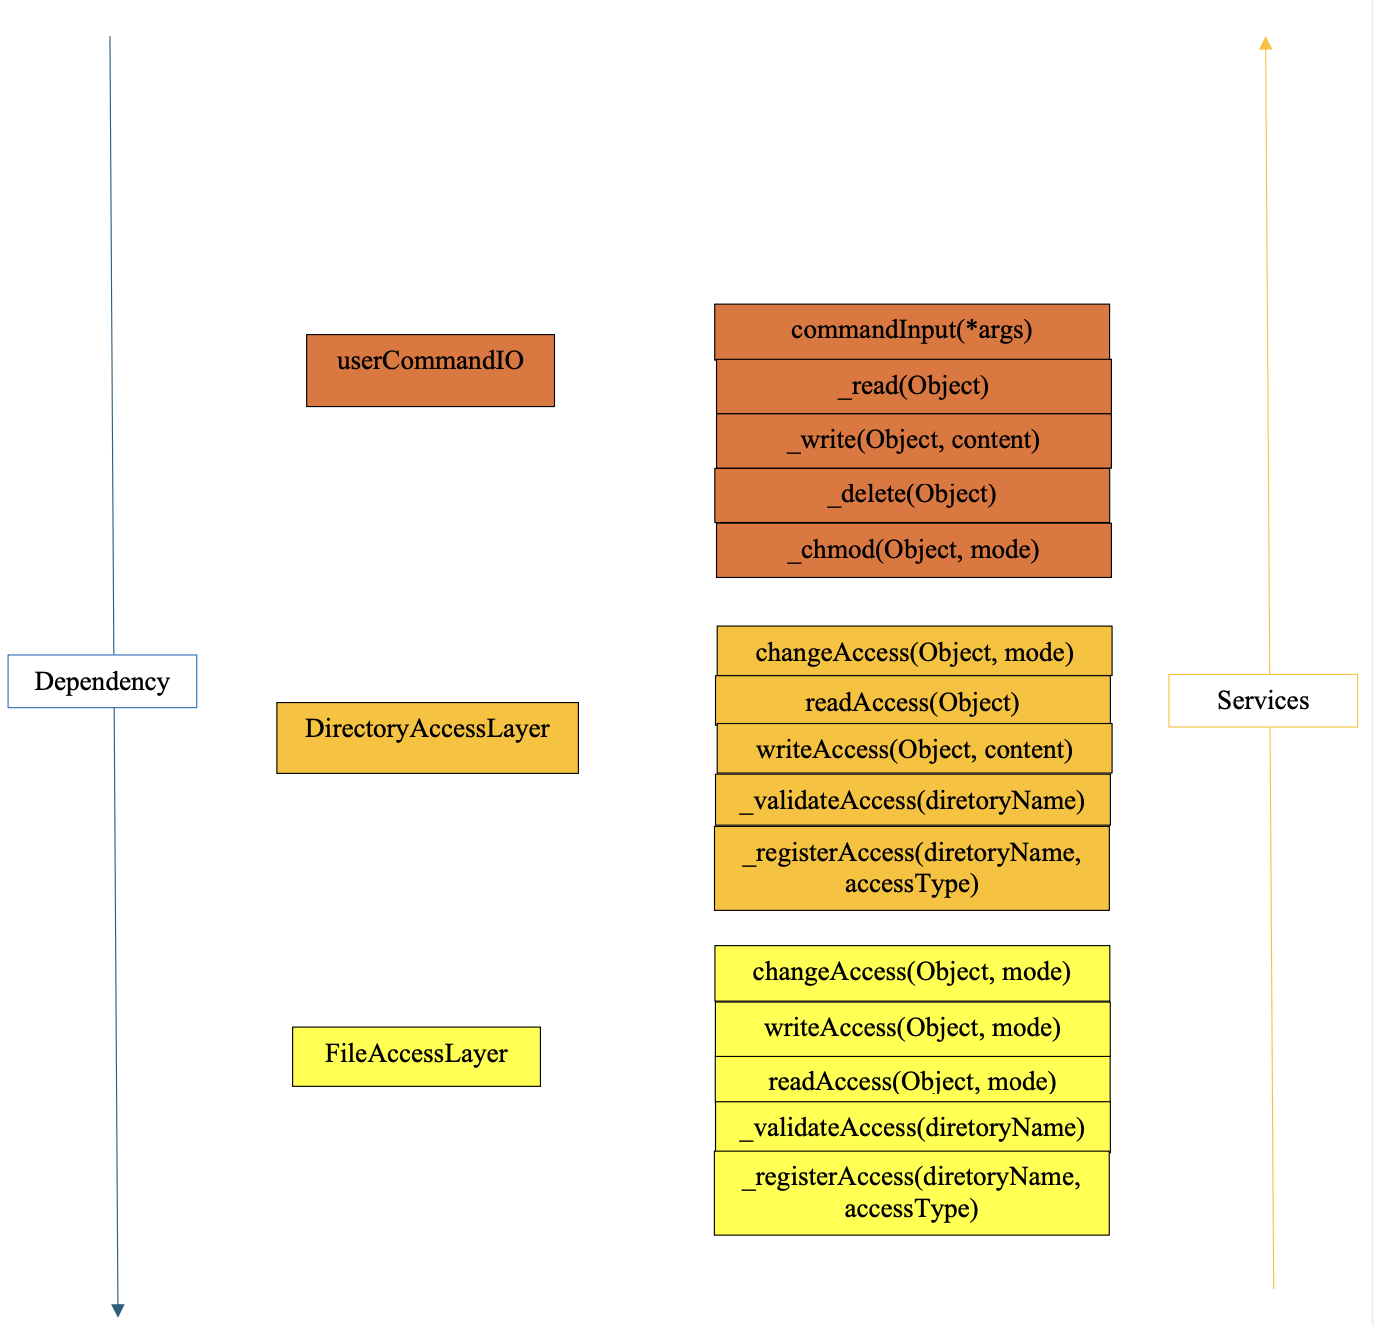 commandInput(*args)
userCommandIO
_read(Object)
_write(Object, content)
_delete(Object)
_chmod(Object, mode)
Dependency
DirectoryAccessLayer
changeAccess(Object, mode)
readAccess(Object)
writeAccess(Object, content)
_validateAccess(diretoryName)
_registerAccess(diretoryName,
accessType)
Services
FileAccessLayer
changeAccess(Object, mode)
writeAccess(Object, mode)
readAccess(Object, mode)
_validateAccess(diretoryName)
_registerAccess(diretoryName,
accessType)